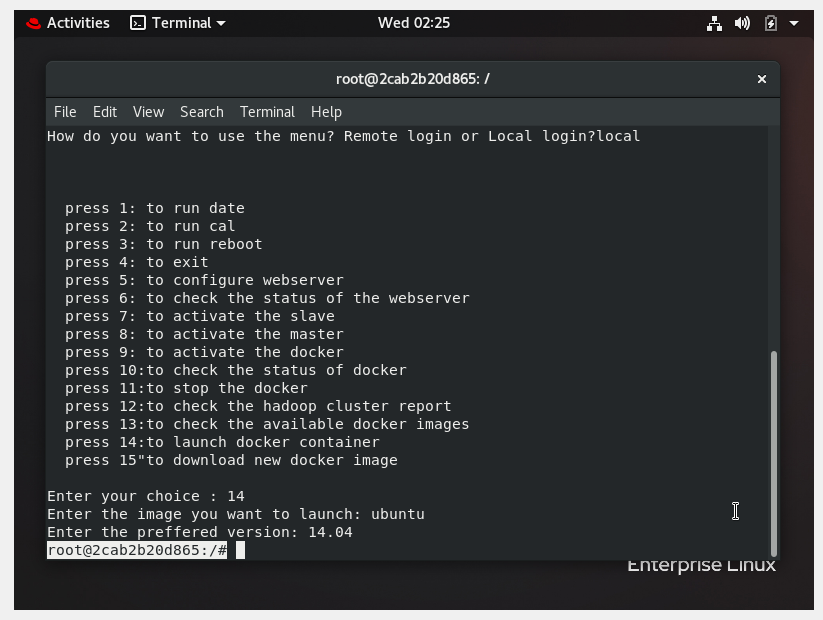 Activities Terminal Wed 02:25
root@2cab2b20d865: /
File Edit View Search Terminal Help
How do you want to use the menu? Remote login or Local login?local
press 1: to run date
press 2: to run cal
press 3: to run reboot
press 4: to exit
press 5: to configure webserver
press 6: to check the status of the webserver
press 7: to activate the slave
press 8: to activate the master
press 9: to activate the docker
press 10:to check the status of docker
press 11:to stop the docker
press 12:to check the hadoop cluster report
press 13:to check the available docker images
press 14:to launch docker container
press 15"to download new docker image
Enter your choice : 14
Enter the image you want to launch: ubuntu
Enter the preffered version: 14.04
root@2cab2b20d865:/#
Enterprise Linux